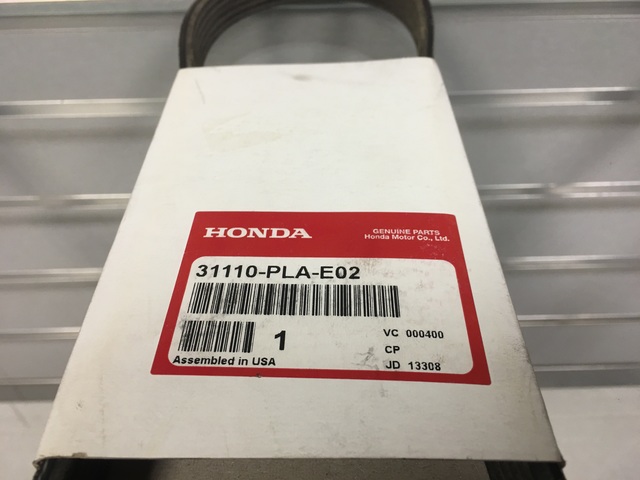 HONDA
GENUINE PARTS
Honda Motor Co., Ltd.
31110-PLA-E02
1
VC 000400
CP
Assembled in USA
JD 13308